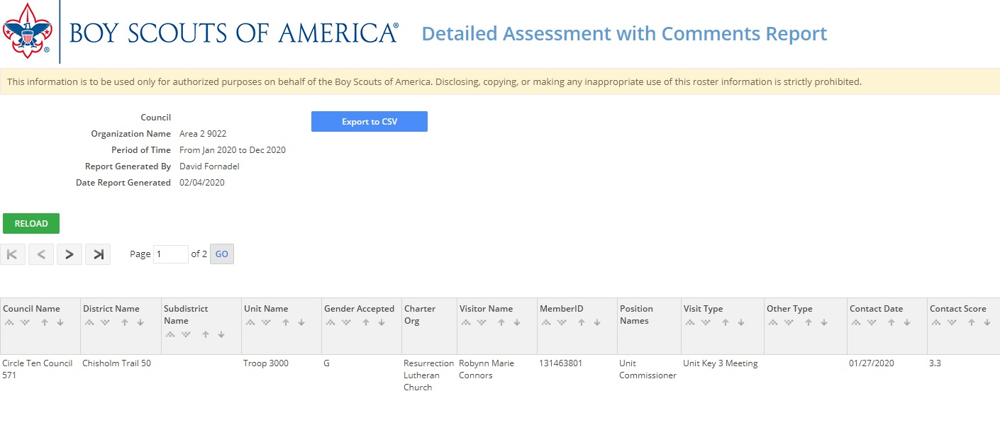 BOY SCOUTS OF AMERICA®
Detailed Assessment with Comments Report
This information is to be used only for authorized purposes on behalf of the Boy Scouts of America. Disclosing, copying, or making any inappropriate use of this roster information is strictly prohibited.
Council
Export to CSV
Organization Name Area 2 9022
Period of Time From Jan 2020 to Dec 2020
Report Generated By David Fornadel
Date Report Generated 02/04/2020
RELOAD
Page 1 of 2 GO
Council Name District Name Subdistrict Unit Name Gender Accepted Charter Visitor Name MemberID Position Visit Type Other Type Contact Date Contact Score
Name Org Names
Circle Ten Council Chisholm Trail 50 Troop 3000 G Resurrection Robynn Marie 131463801 Unit Unit Key 3 Meeting 01/27/2020 3.3
571 Lutheran Connors Commissioner
Church